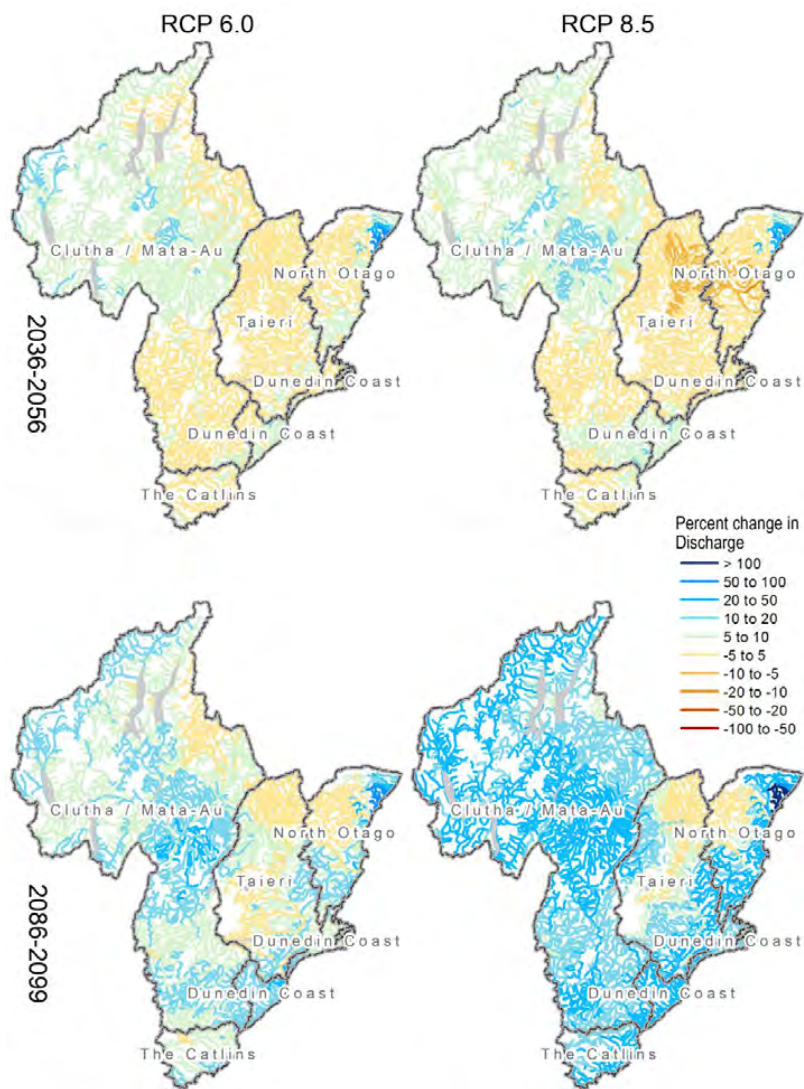 RCP 6.0
RCP 8.5
2036-2056
Clutha / Mata-Au
North Otago
Taieri
Dunedin Coast
Dunedin Coast
The Catlins
Clutha / Mata-Au
North Otago
Taieri
Dunedin Coast
Dunedin Coast
The Catlins
Percent change in
Discharge
> 100
50 to 100
20 to 50
10 to 20
5 to 10
-5 to 5
-10 to -5
-20 to -10
-50 to -20
-100 to -50
2086-2099
Clutha / Mata-Au
North Otago
Taieri
Dunedin Coast
Dunedin Coast
The Catlins
Clutha / Mata-Au
North Otago
Taieri
Dunedin Coast
Dunedin Coast
The Catlins